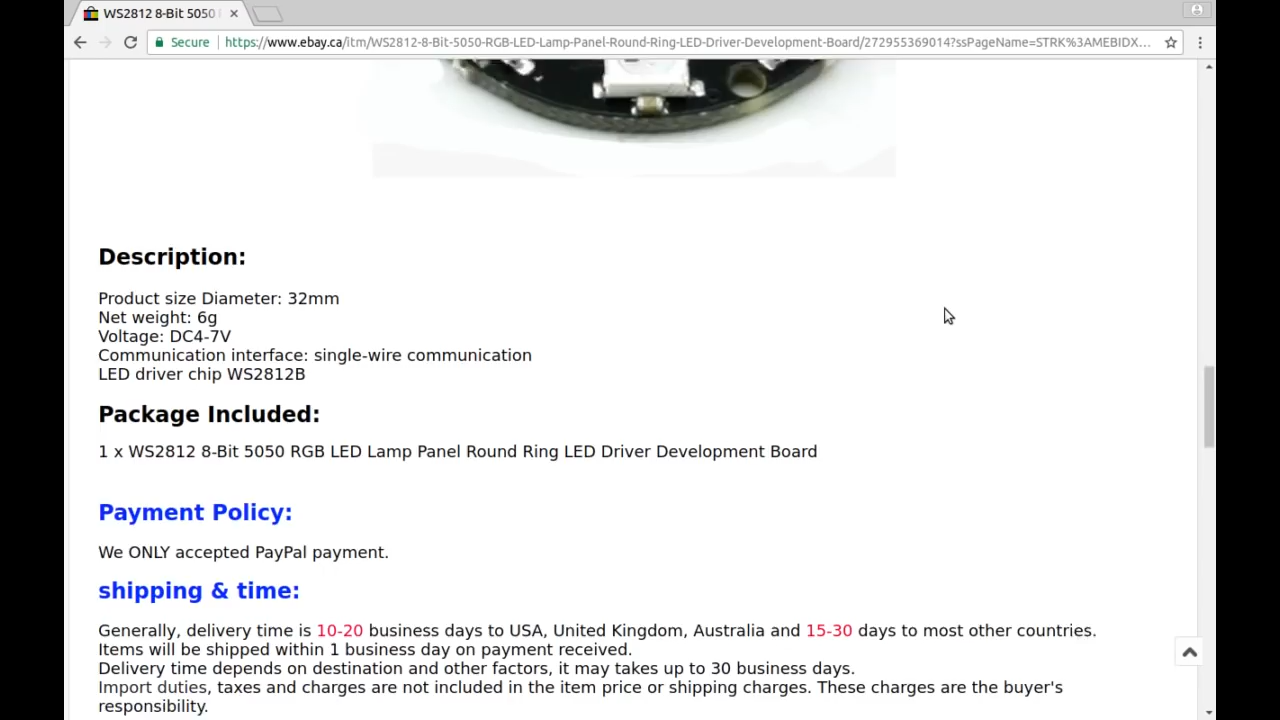 WS2812 8-Bit 5050
Secure
https://www.ebay.ca/itm/WS2812-8-Bit-5050-RGB-LED-Lamp-Panel-Round-Ring-LED-Driver-Development-Board/272955369014?ssPageName=STRK%3AMEBIDX...
Description:
Product size Diameter: 32mm
Net weight: 6g
Voltage: DC4-7V
Communication interface: single-wire communication
LED driver chip WS2812B
Package Included:
1 x WS2812 8-Bit 5050 RGB LED Lamp Panel Round Ring LED Driver Development Board
Payment Policy:
We ONLY accepted PayPal payment.
shipping & time:
Generally, delivery time is 10-20 business days to USA, United Kingdom, Australia and 15-30 days to most other countries.
Items will be shipped within 1 business day on payment received.
Delivery time depends on destination and other factors, it may takes up to 30 business days.
Import duties, taxes and charges are not included in the item price or shipping charges. These charges are the buyer's
responsibility.